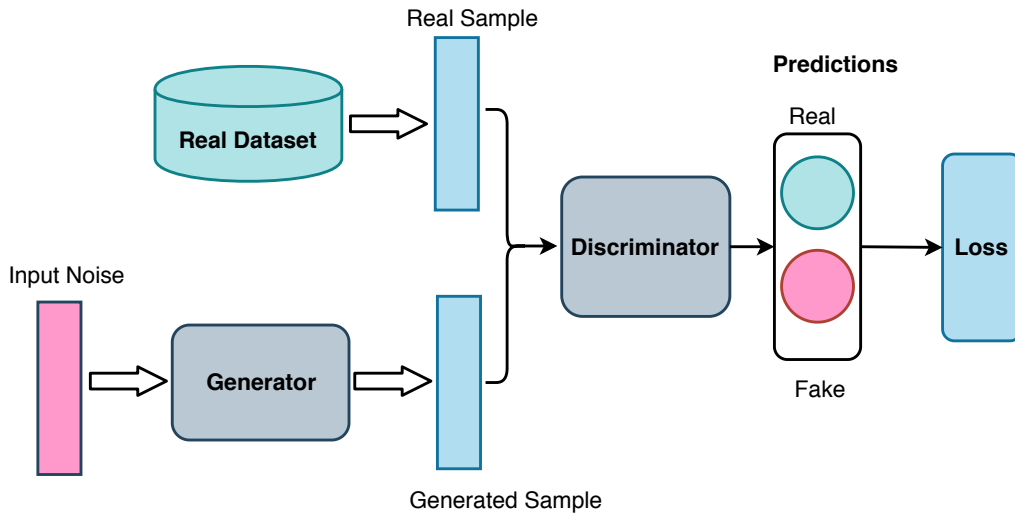 Real Sample
Predictions
Real Dataset
Real
Discriminator
Loss
Input Noise
Generator
Fake
Generated Sample